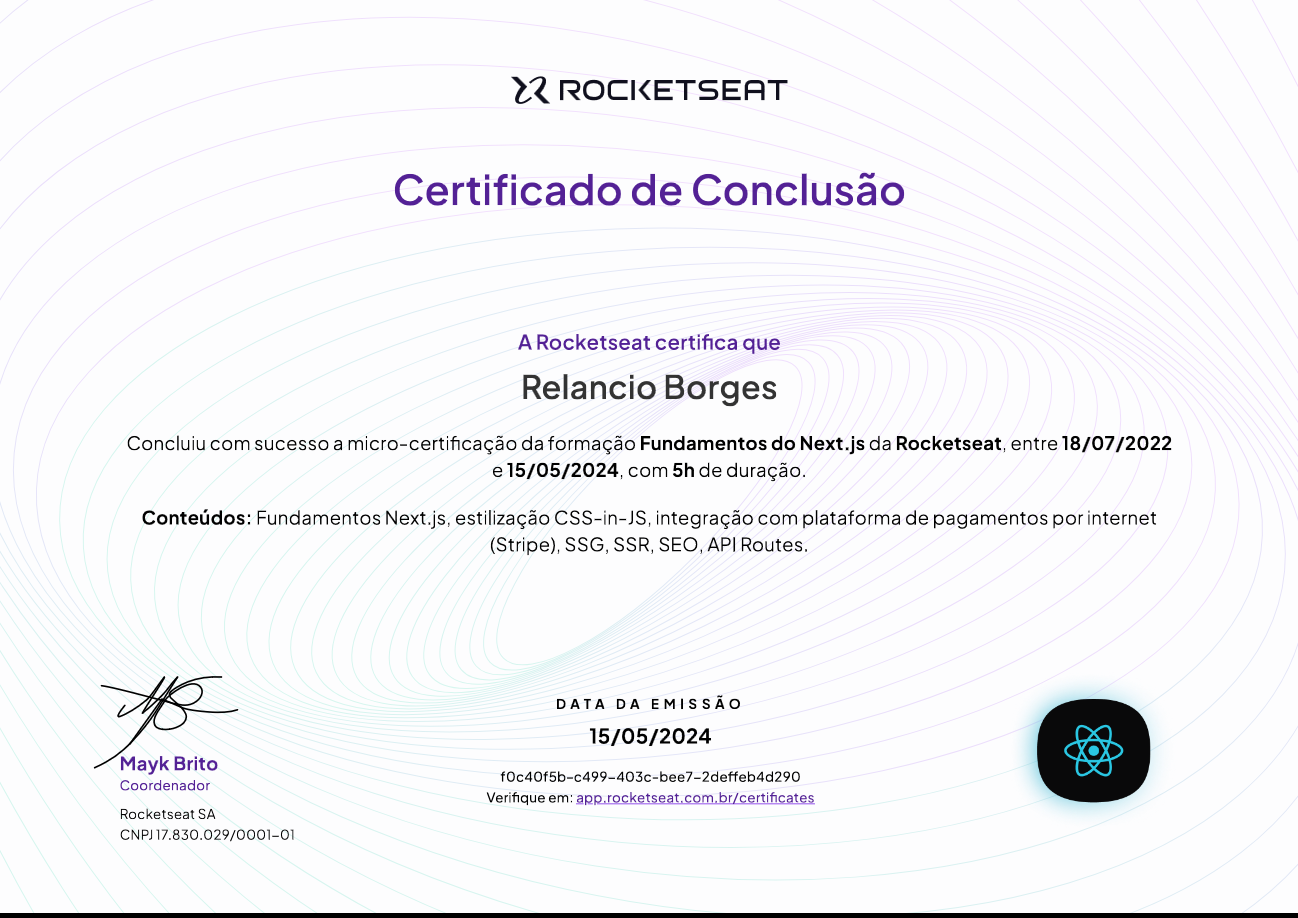 ROCKETSEAT
Certificado de Conclusão
A Rocketseat certifica que
Relancio Borges
Concluiu com sucesso a micro-certificação da formação Fundamentos do Next.js da Rocketseat, entre 18/07/2022
e 15/05/2024, com 5h de duração.
Conteúdos: Fundamentos Next.js, estilização CSS-in-JS, integração com plataforma de pagamentos por internet
(Stripe), SSG, SSR, SEO, API Routes.
Mayk Brito
Coordenador
Rocketseat SA
CNPJ 17.830.029/0001-01
DATA DA EMISSÃO
15/05/2024
f0c40f5b-c499-403c-bee7-2deffeb4d290
Verifique em: app.rocketseat.com.br/certificates